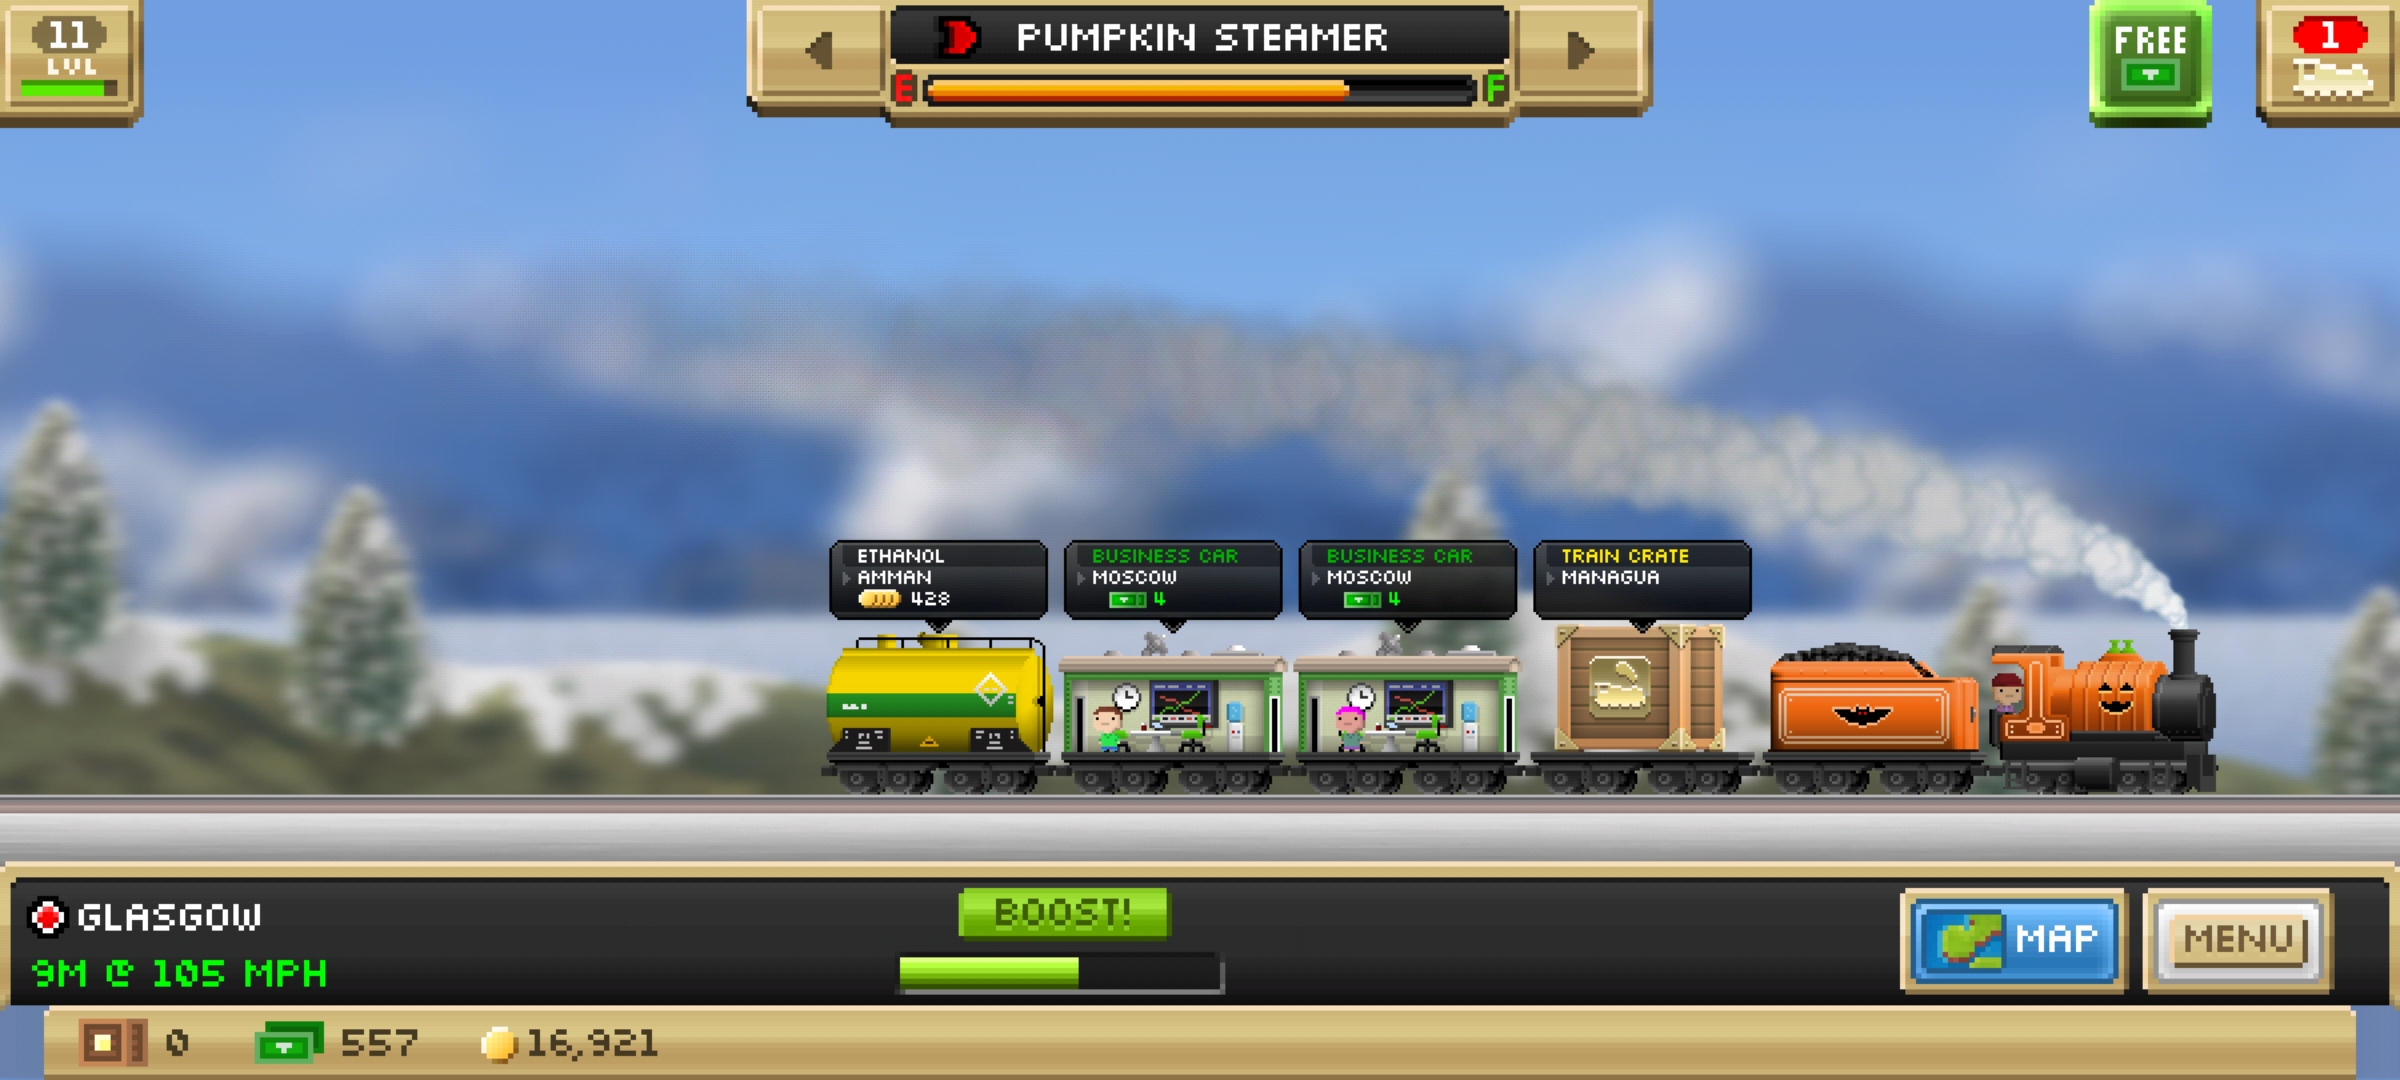 11
LVL
PUMPKIN STEAMER
E F
FREE
1
ETHANOL
AMMAN
428
BUSINESS CAR
MOSCOW
4
BUSINESS CAR
MOSCOW
4
TRAIN CRATE
MANAGUA
GLASGOW
9M @ 105 MPH
BOOST!
MAP
MENU
0
557
16,921